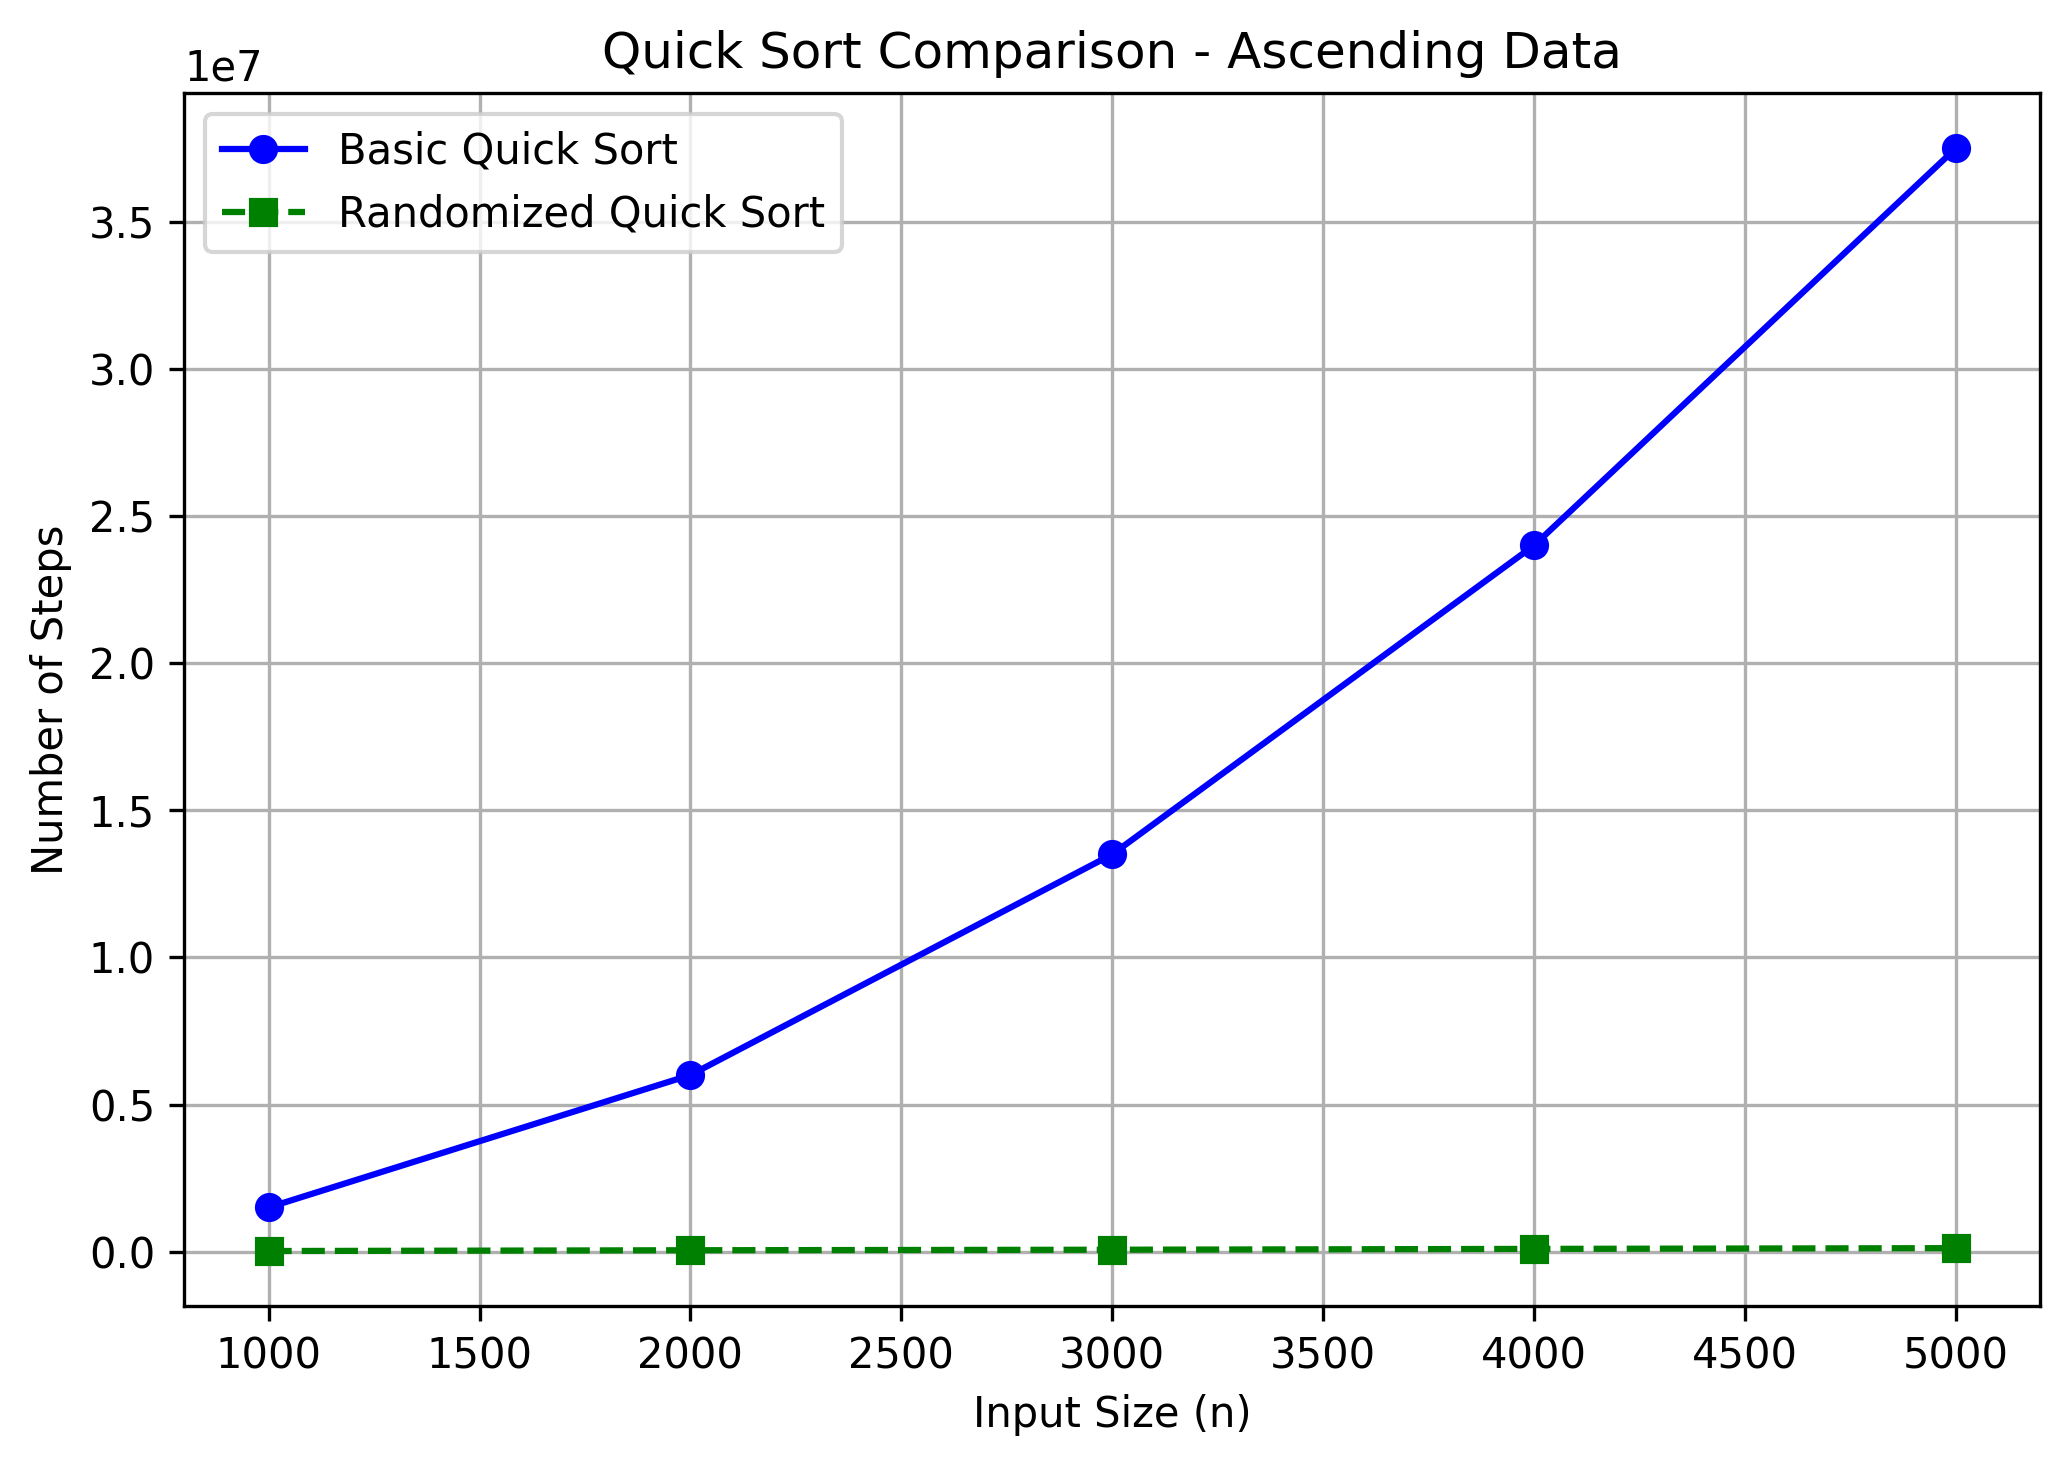 Quick Sort Comparison - Ascending Data
1e7
Basic Quick Sort
Randomized Quick Sort
3.5
3.0
2.5
2.0
1.5
1.0
0.5
0.0
Number of Steps
1000 1500 2000 2500 3000 3500 4000 4500 5000
Input Size (n)